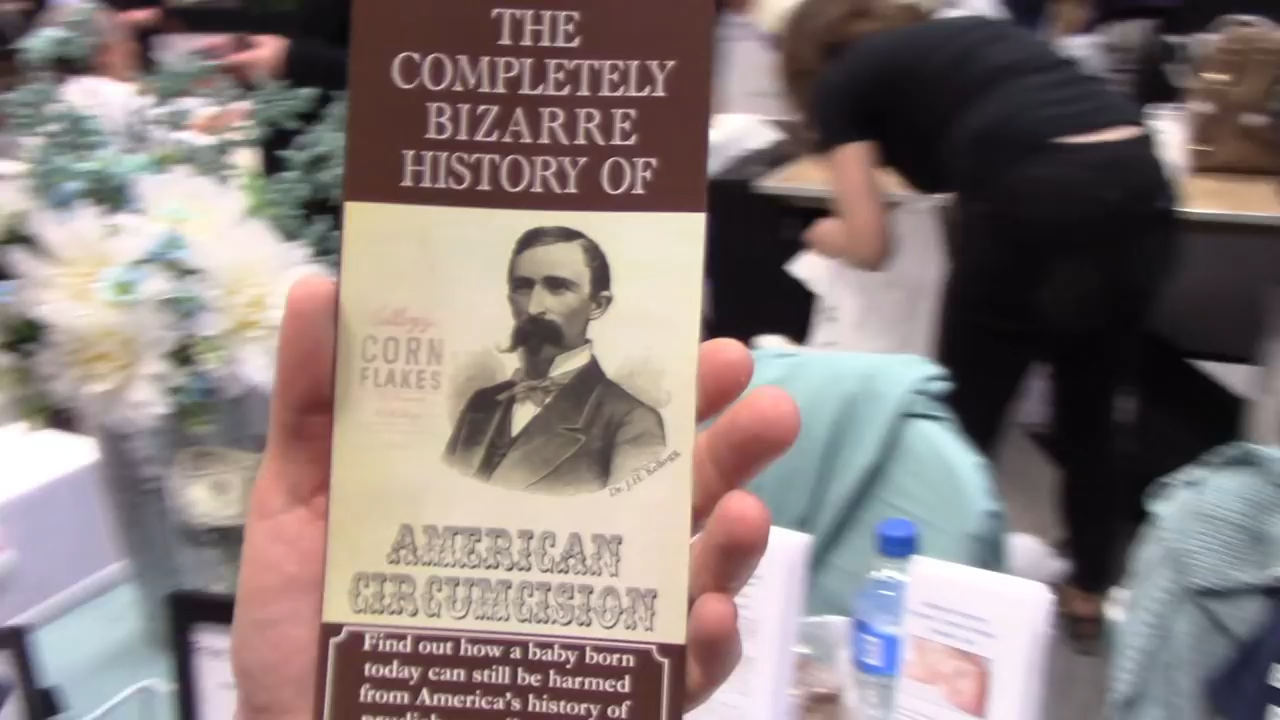 THE
COMPLETELY
BIZARRE
HISTORY OF
Kellogg's
CORN
FLAKES
Dr. J.H. Kellogg
AMERICAN
CIRCUMCISION
Find out how a baby born
today can still be harmed
from America's history of